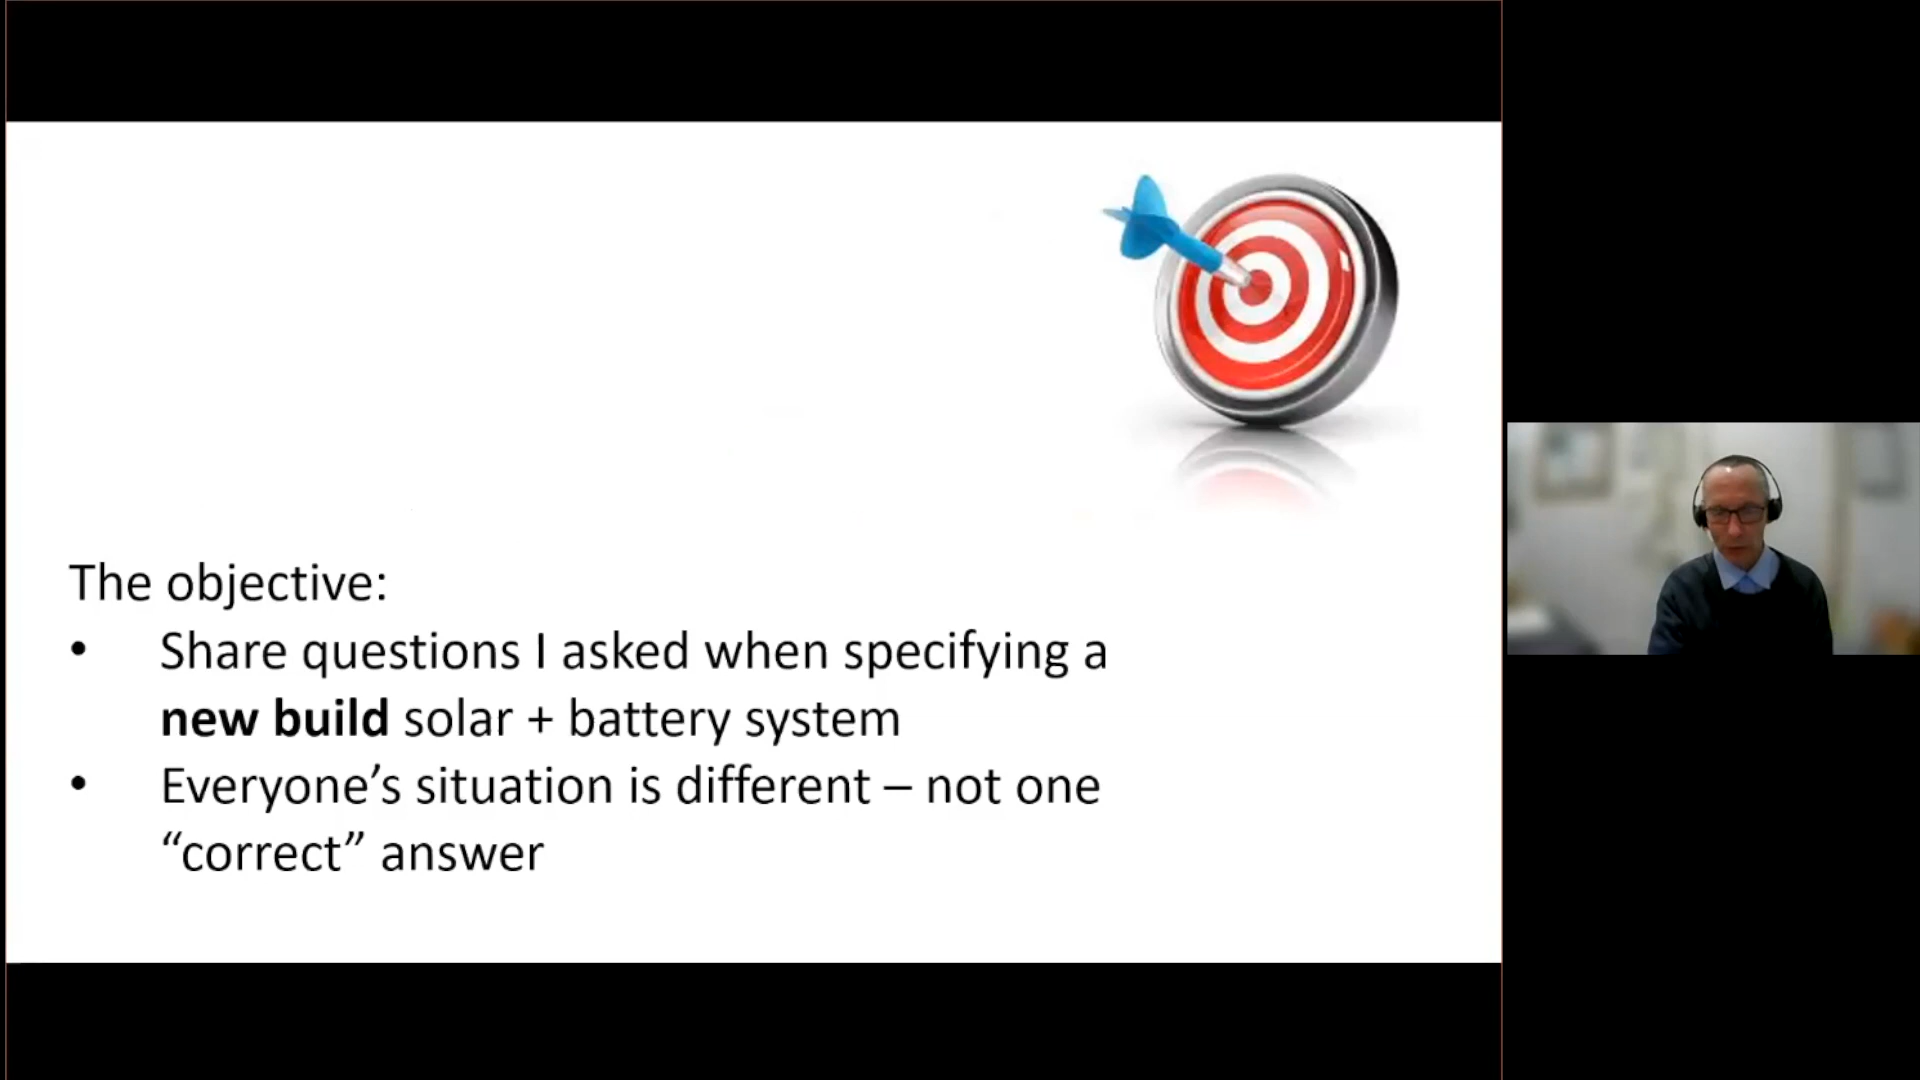 The objective:
• Share questions I asked when specifying a
new build solar + battery system
• Everyone’s situation is different – not one
“correct” answer